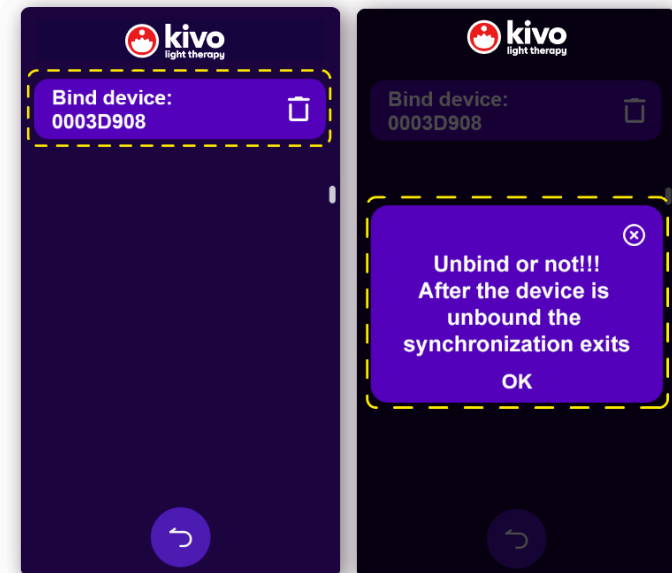 kivo
light therapy
Bind device:
0003D908
kivo
light therapy
Bind device:
0003D908
Unbind or not!!!
After the device is
unbound the
synchronization exits
OK